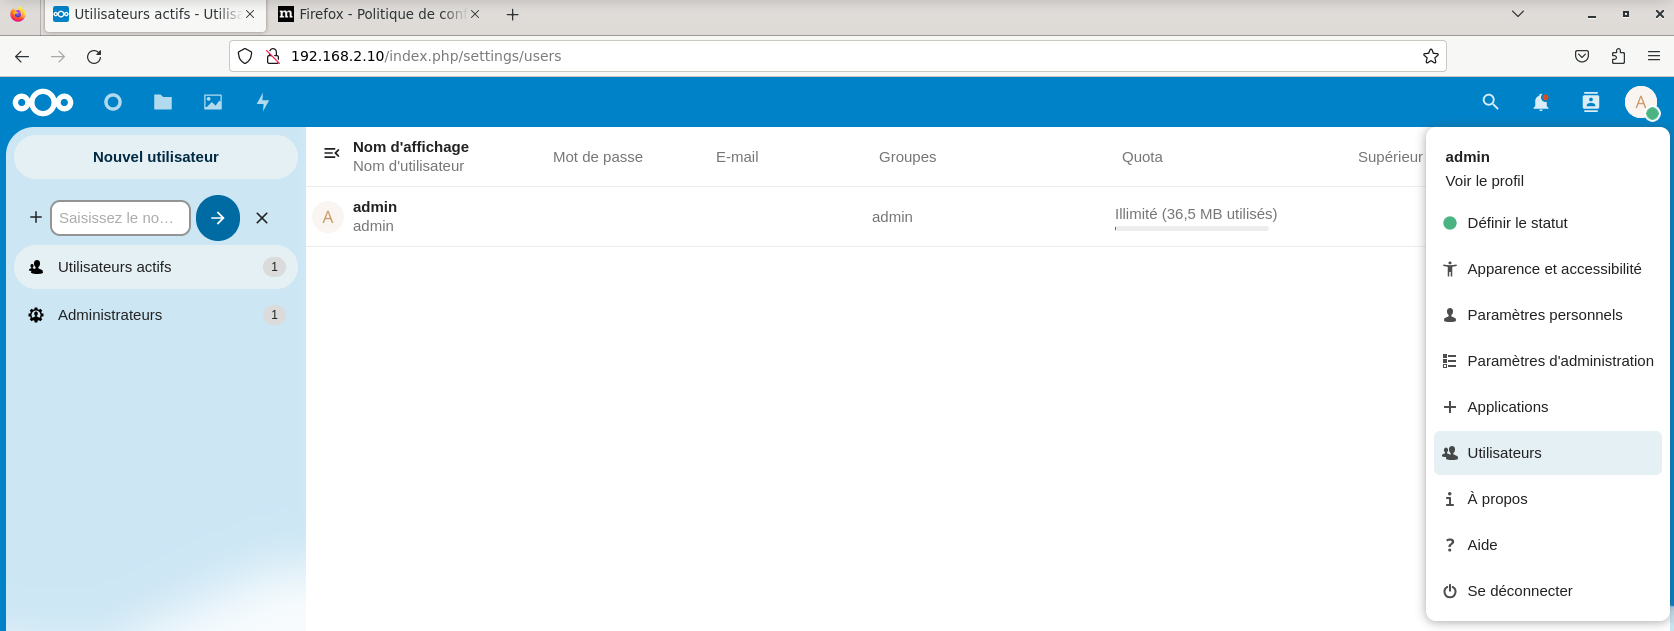 Utilisateurs actifs - Utilisa
Firefox - Politique de conf
192.168.2.10/index.php/settings/users
A
Nouvel utilisateur
Saisissez le no…
Utilisateurs actifs 1
Administrateurs 1
Nom d'affichage
Nom d'utilisateur
Mot de passe
E-mail
Groupes
Quota
Supérieur
A
admin
admin
admin
Illimité (36,5 MB utilisés)
admin
Voir le profil
Définir le statut
Apparence et accessibilité
Paramètres personnels
Paramètres d'administration
Applications
Utilisateurs
À propos
Aide
Se déconnecter